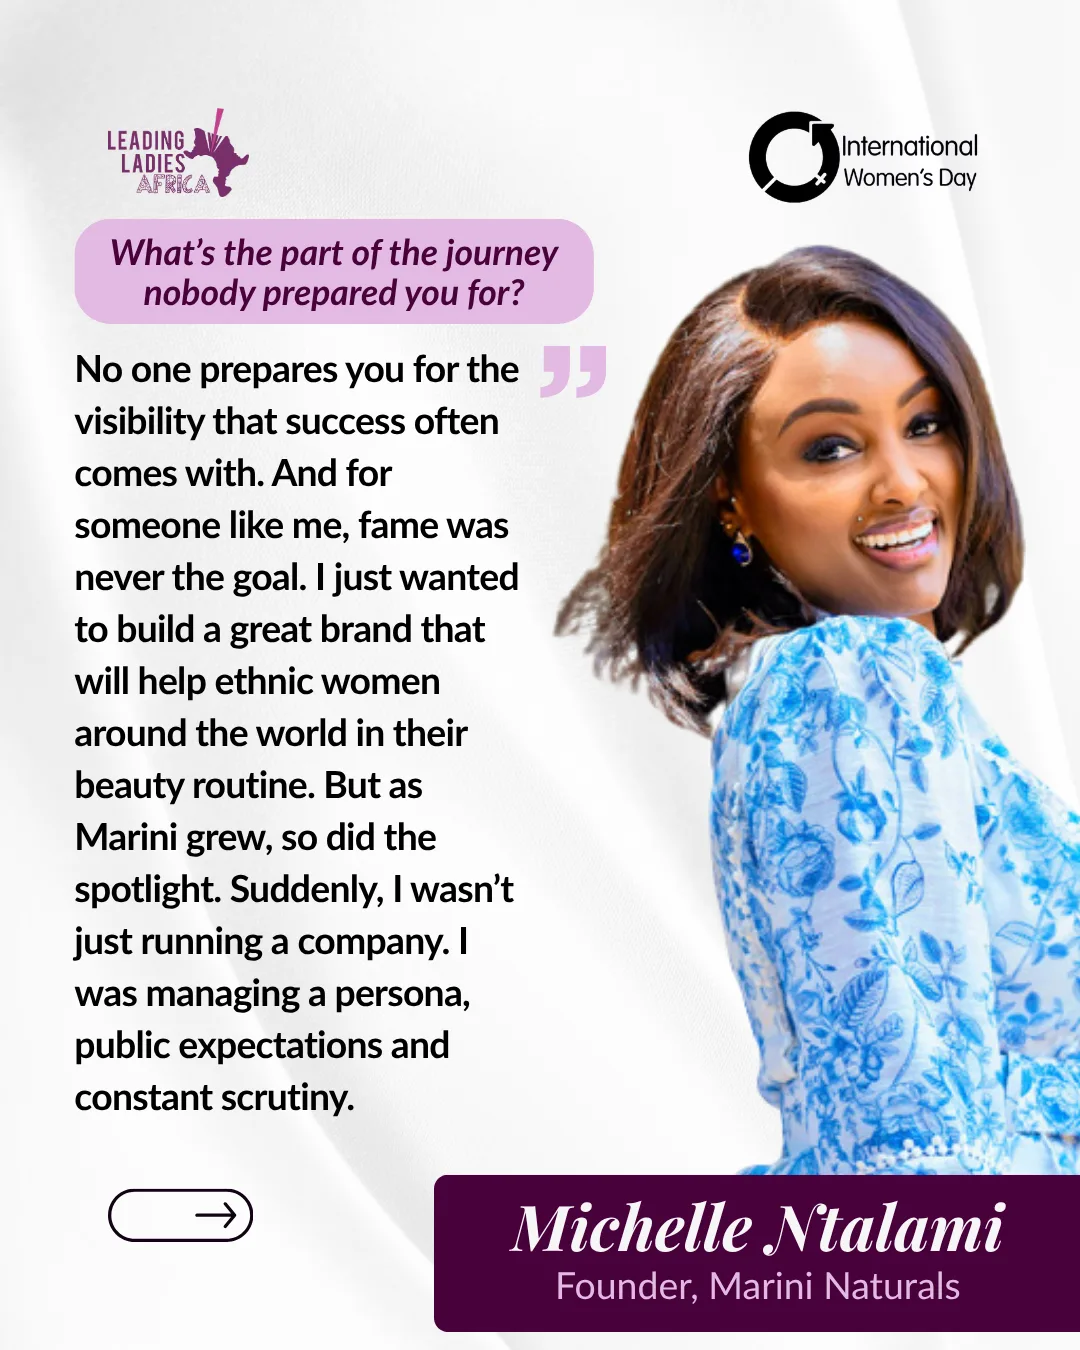 LEADING
LADIES
AFRICA
International
Women's Day
What's the part of the journey
nobody prepared you for?
No one prepares you for the
visibility that success often
comes with. And for
someone like me, fame was
never the goal. I just wanted
to build a great brand that
will help ethnic women
around the world in their
beauty routine. But as
Marini grew, so did the
spotlight. Suddenly, I wasn't
just running a company. I
was managing a persona,
public expectations and
constant scrutiny.
Michelle Ntalami
Founder, Marini Naturals